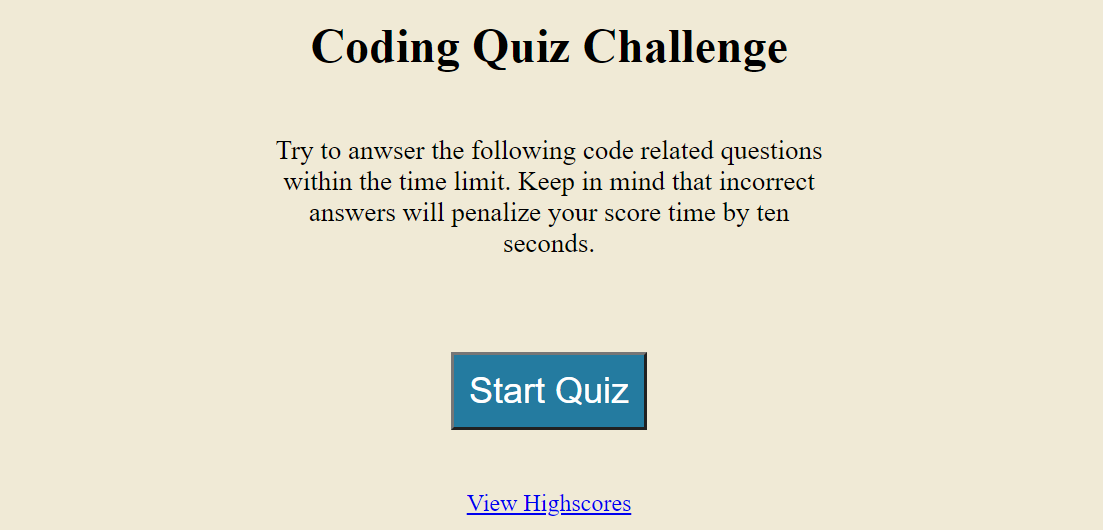 Coding Quiz Challenge
Try to anwser the following code related questions
within the time limit. Keep in mind that incorrect
answers will penalize your score time by ten
seconds.
Start Quiz
View Highscores